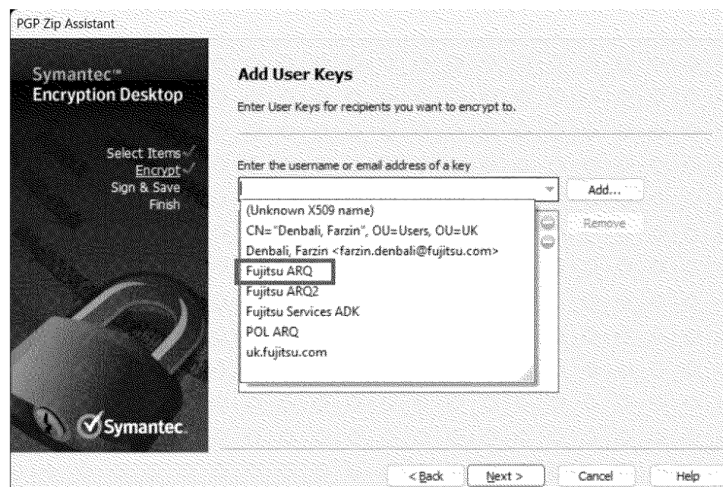 PGP Zip Assistant
Symantec™
Encryption Desktop
Select Items
Encrypt
Sign & Save
Finish
Symantec.
Add User Keys
Enter User Keys for recipients you want to encrypt to.
Enter the username or email address of a key
Add...
Remove
(Unknown X509 name)
CN="Denbali, Farzin", OU=Users, OU=UK
Denbali, Farzin <farzin.denbali@fujitsu.com>
Fujitsu ARQ
Fujitsu ARQ2
Fujitsu Services ADK
POL ARQ
uk.fujitsu.com
< Back
Next >
Cancel
Help